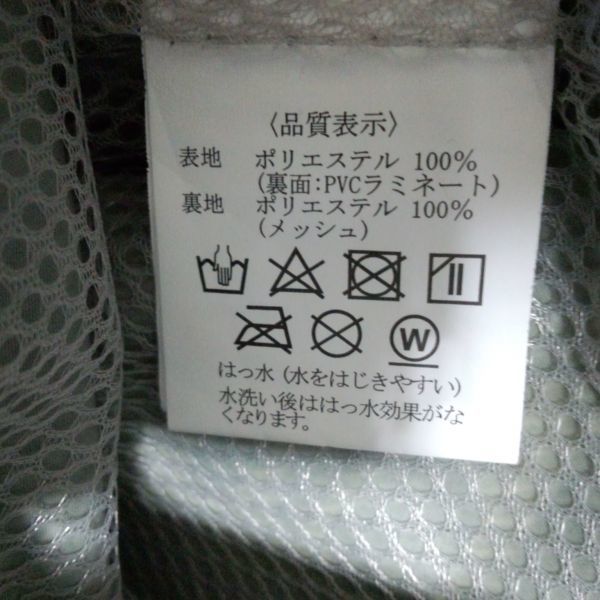 〈品質表示〉
表地 ポリエステル 100%
(裏面:PVCラミネート)
裏地 ポリエステル 100%
(メッシュ)
W
はっ水 (水をはじきやすい)
水洗い後ははっ水効果がな
くなります。